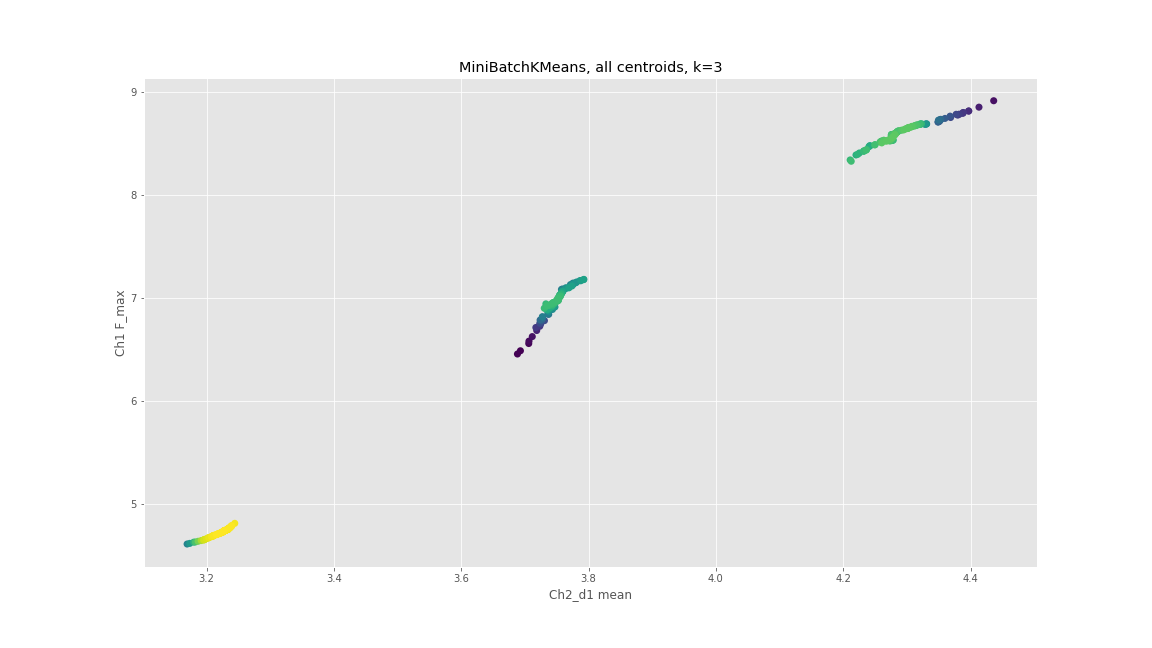 MiniBatchKMeans, all centroids, k=3
9
8
7
6
5
Ch1 F_max
3.2 3.4 3.6 3.8 4.0 4.2 4.4
Ch2_d1 mean